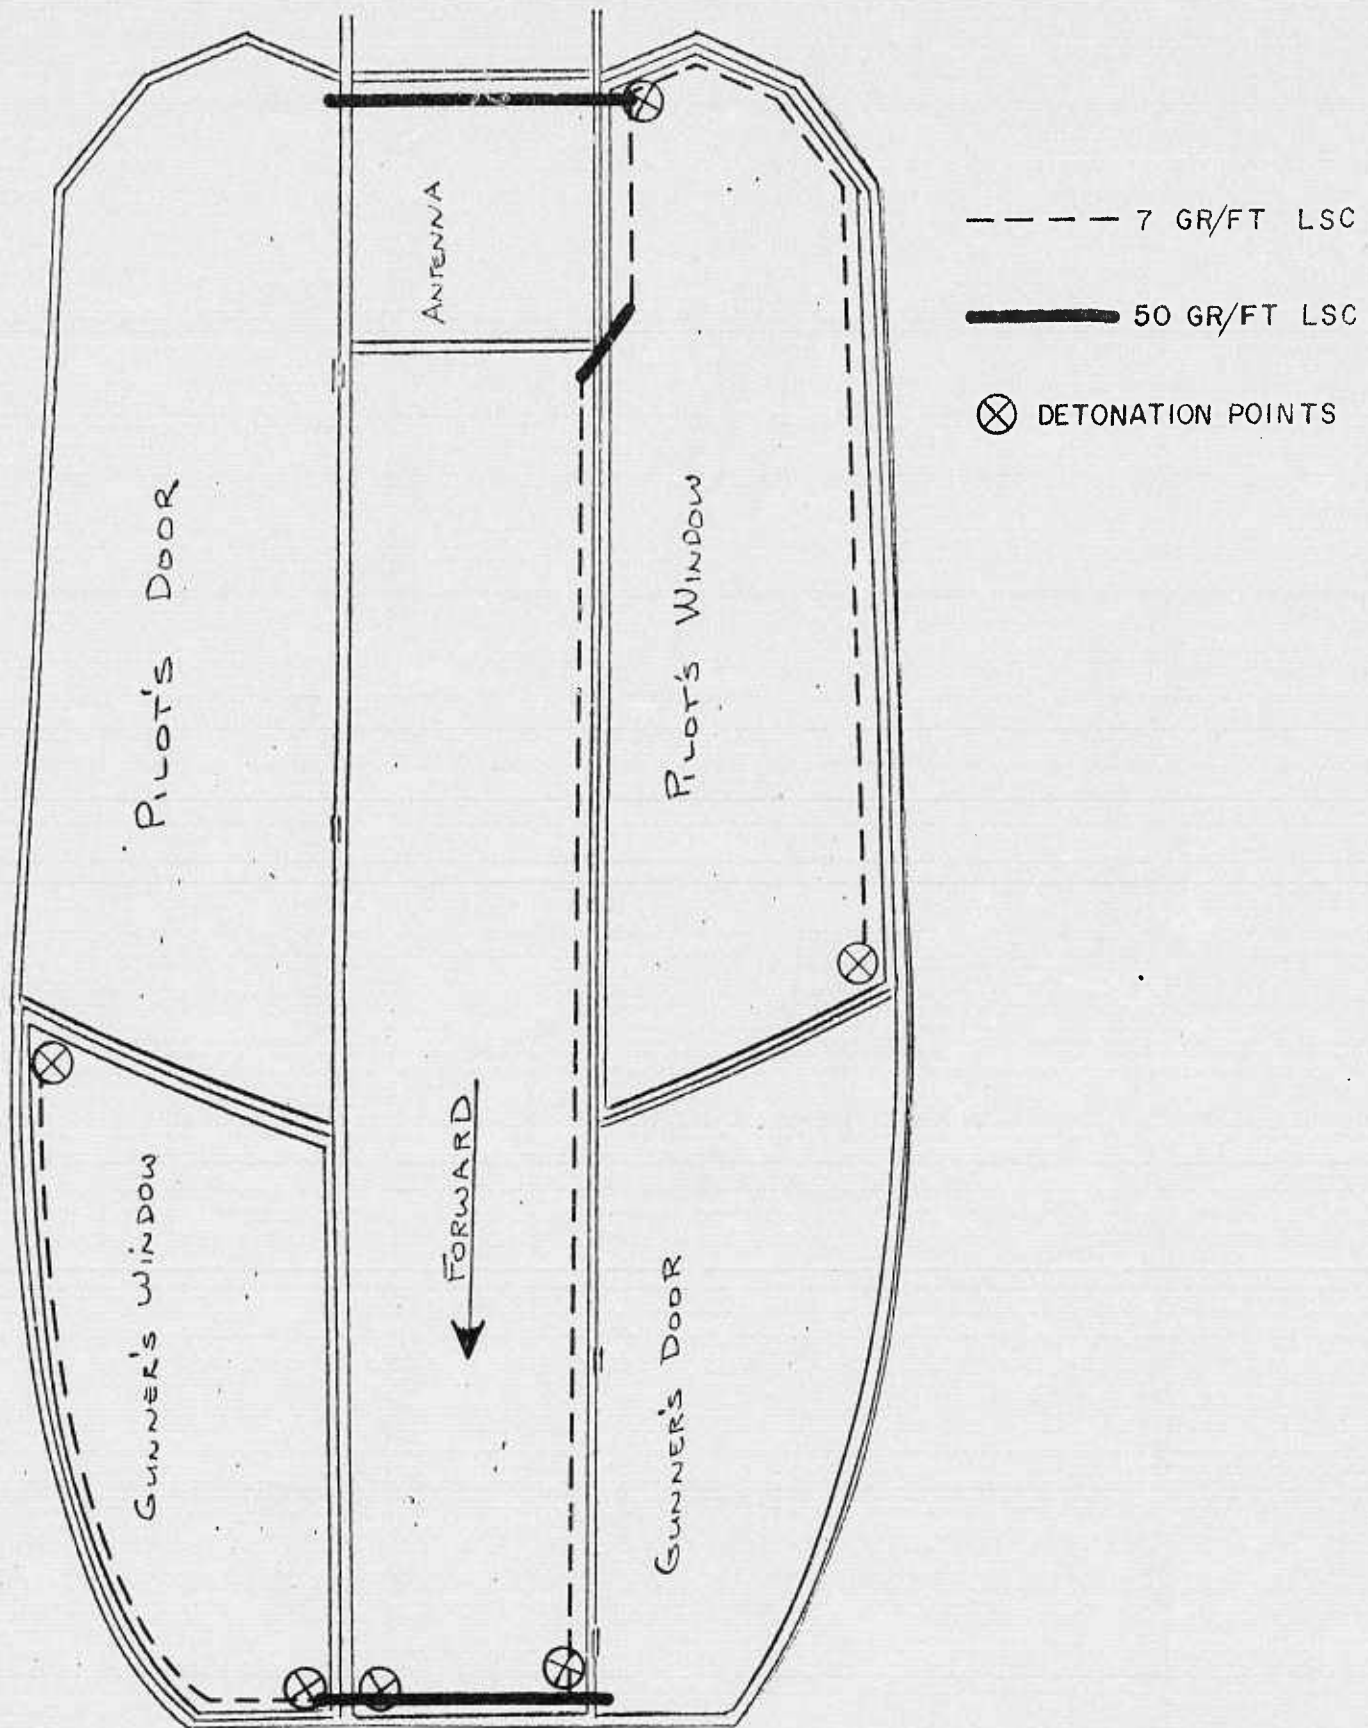 ANTENNA
7 GR/FT LSC
50 GR/FT LSC
DETONATION POINTS
PILOT'S DOOR
PILOT'S WINDOW
FORWARD
GUNNER'S WINDOW
GUNNER'S DOOR